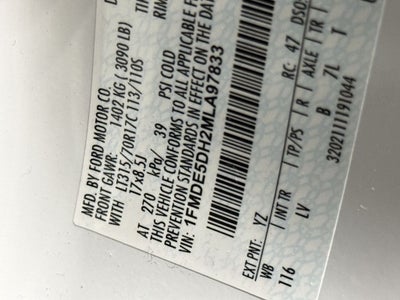 MFD. BY FORD MOTOR CO.
FRONT GAWR: 1402 KG ( 3090 LB)
WITH LT315/70R17C 113/110S
17x8.5J
AT 270 kPa/ 39 PSI COLD
THIS VEHICLE CONFORMS TO ALL APPLICABLE
PREVENTION STANDARDS IN EFFECT ON THE DA
VIN: 1FMDE5DH2MLA97833
EXT PNT: YZ RC: 47 DSO:
WB INT TR TP/PS R AXLE TR
116 LV B 7L T
32021111191044